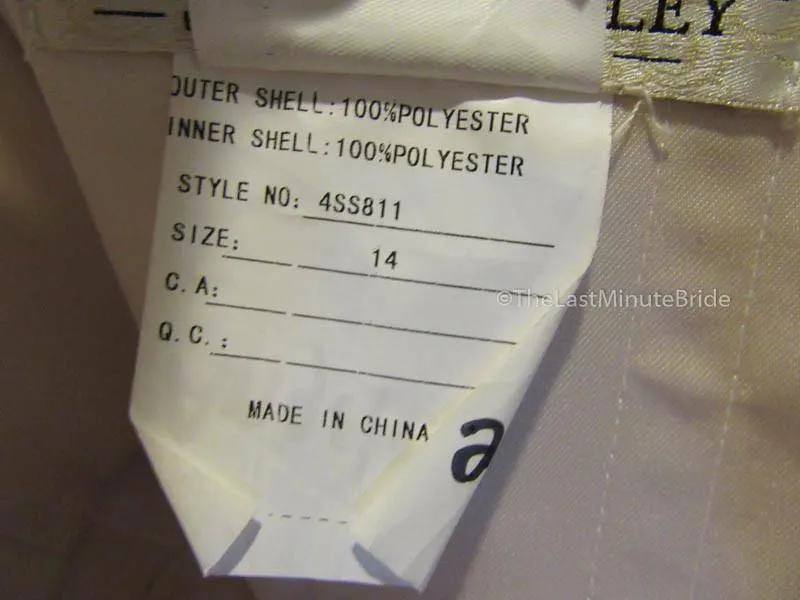 LEY
OUTER SHELL:100%POLYESTER
INNER SHELL:100%POLYESTER
STYLE NO: 4SS811
SIZE: 14
©TheLastMinuteBride
C.A:
Q.C.:
MADE IN CHINA
a